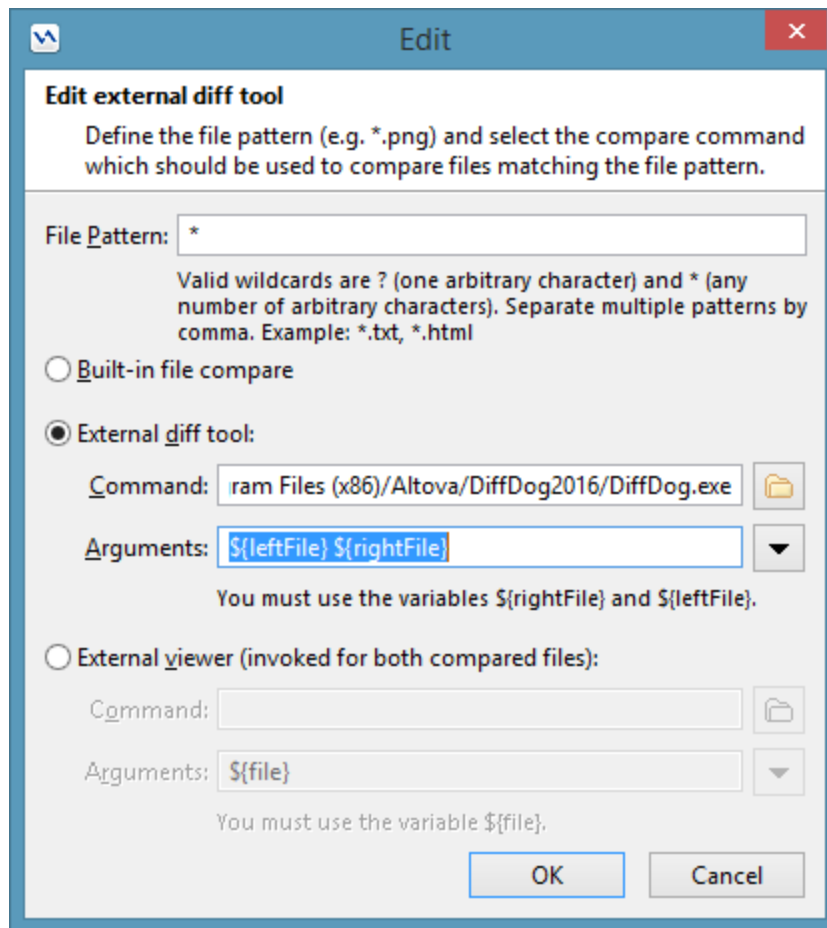 Edit
Edit external diff tool
Define the file pattern (e.g. *.png) and select the compare command
which should be used to compare files matching the file pattern.
File Pattern: *
Valid wildcards are ? (one arbitrary character) and * (any
number of arbitrary characters). Separate multiple patterns by
comma. Example: *.txt, *.html
Built-in file compare
External diff tool:
Command: ram Files (x86)/Altova/DiffDog2016/DiffDog.exe
Arguments: ${leftFile} ${rightFile}
You must use the variables ${rightFile} and ${leftFile}.
External viewer (invoked for both compared files):
Command:
Arguments: ${file}
You must use the variable ${file}.
OK Cancel